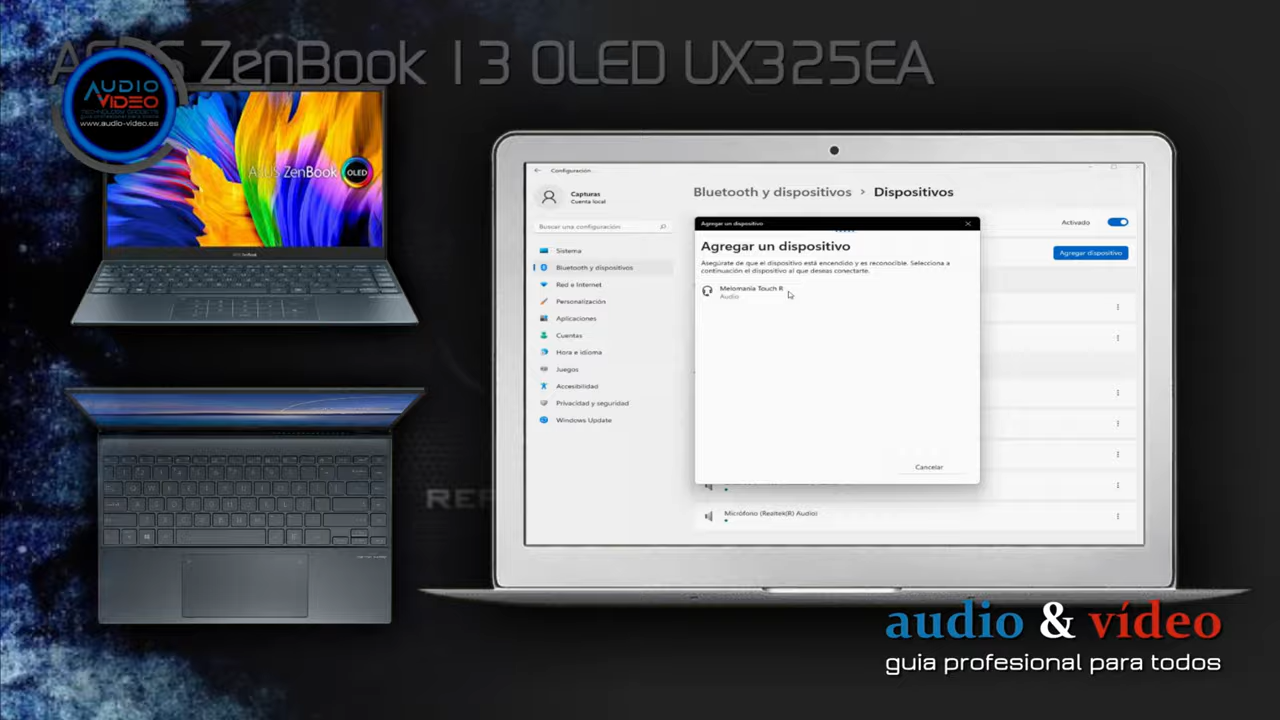 ASUS ZenBook 13 OLED UX325EA
AUDIO
VIDEO
www.audio-video.es
ASUS ZenBook
OLED
Configuración
Capturas
Cuenta local
Buscar una configuración
Sistema
Bluetooth y dispositivos
Red e Internet
Personalización
Aplicaciones
Cuentas
Hora e idioma
Juegos
Accesibilidad
Privacidad y seguridad
Windows Update
Bluetooth y dispositivos > Dispositivos
Activado
Agregar dispositivo
Agregar un dispositivo
Agregar un dispositivo
Asegúrate de que el dispositivo está encendido y es reconocible. Selecciona a
continuación el dispositivo al que deseas conectarte.
Melomania Touch R
Audio
Cancelar
Micrófono (Realtek(R) Audio)
audio & vídeo
guia profesional para todos